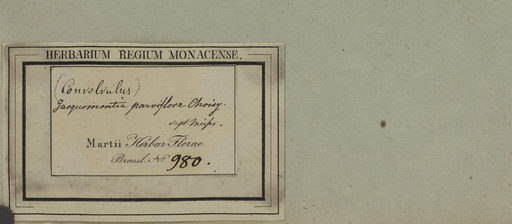 HERBARIUM REGIUM MONACENSE.
(Convolvulus)
Jacquemontia parviflora Choisy.
Martii Herbar. Florae
Brasil. No 980.